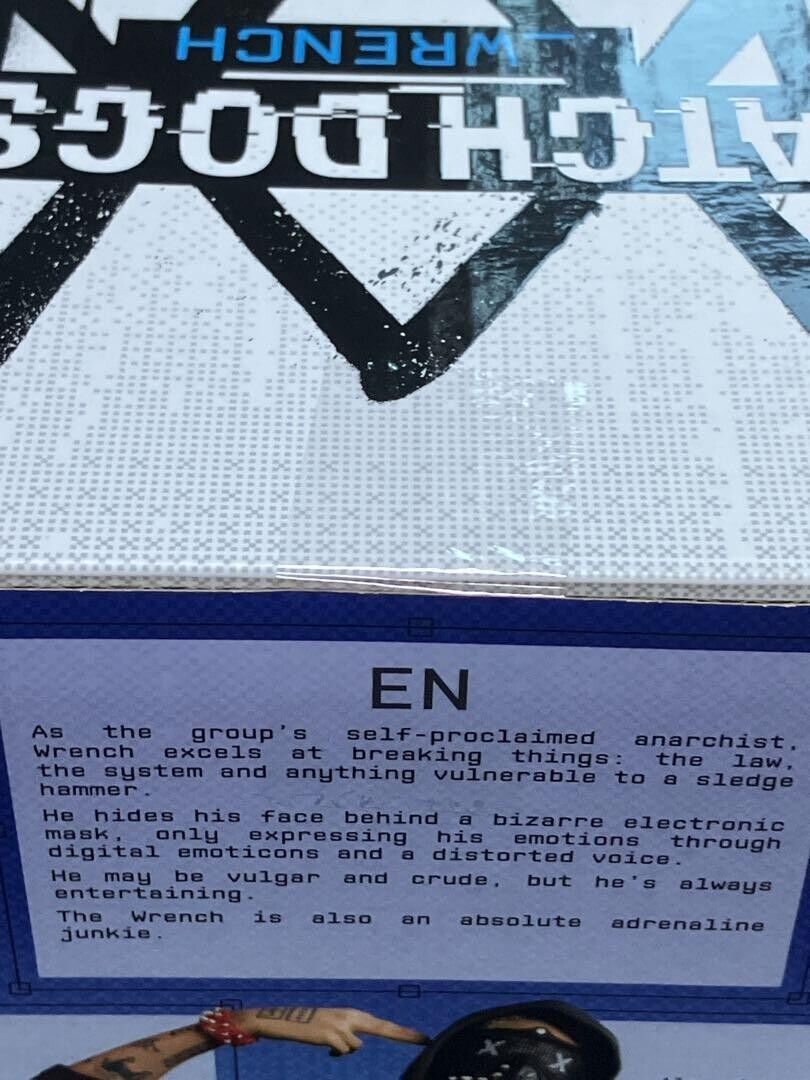 WRENCH
ATCH DOGS
EN
As the group's self-proclaimed anarchist,
Wrench excels at breaking things: the law,
the system and anything vulnerable to a sledge
hammer.
He hides his face behind a bizarre electronic
mask, only expressing his emotions through
digital emoticons and a distorted voice.
He may be vulgar and crude, but he's always
entertaining.
The Wrench is also an absolute adrenaline
junkie.